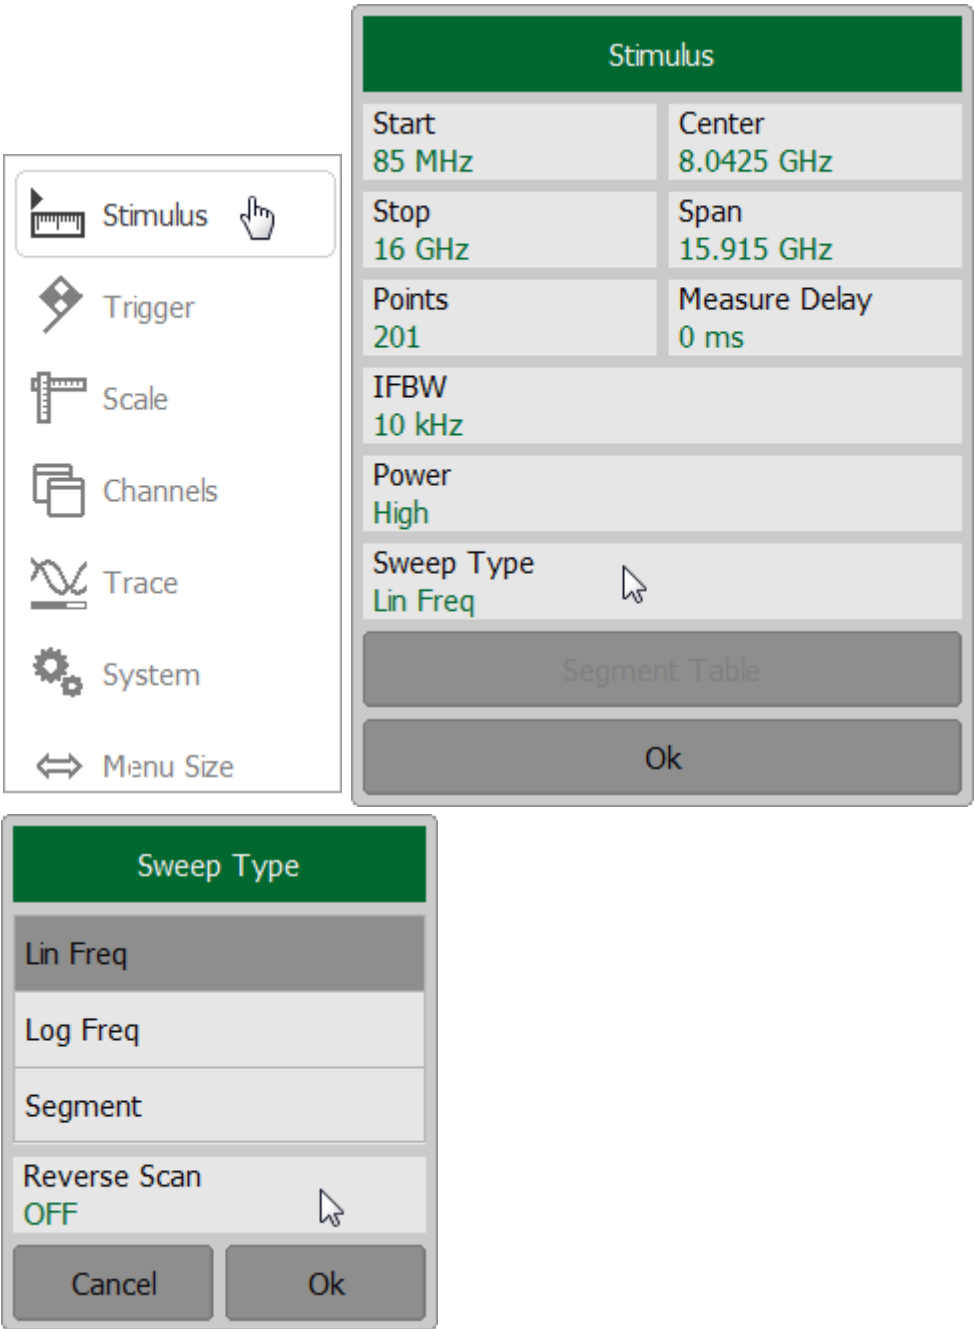 Stimulus
Trigger
Scale
Channels
Trace
System
Menu Size
Stimulus
Start
85 MHz
Center
8.0425 GHz
Stop
16 GHz
Span
15.915 GHz
Points
201
Measure Delay
0 ms
IFBW
10 kHz
Power
High
Sweep Type
Lin Freq
Segment Table
Ok
Sweep Type
Lin Freq
Log Freq
Segment
Reverse Scan
OFF
Cancel
Ok